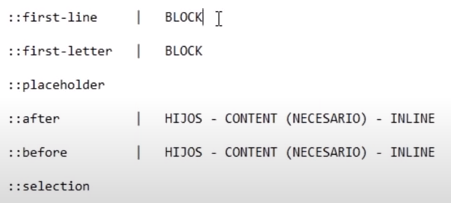 ::first-line | BLOCK
::first-letter | BLOCK
::placeholder
::after | HIJOS - CONTENT (NECESARIO) - INLINE
::before | HIJOS - CONTENT (NECESARIO) - INLINE
::selection